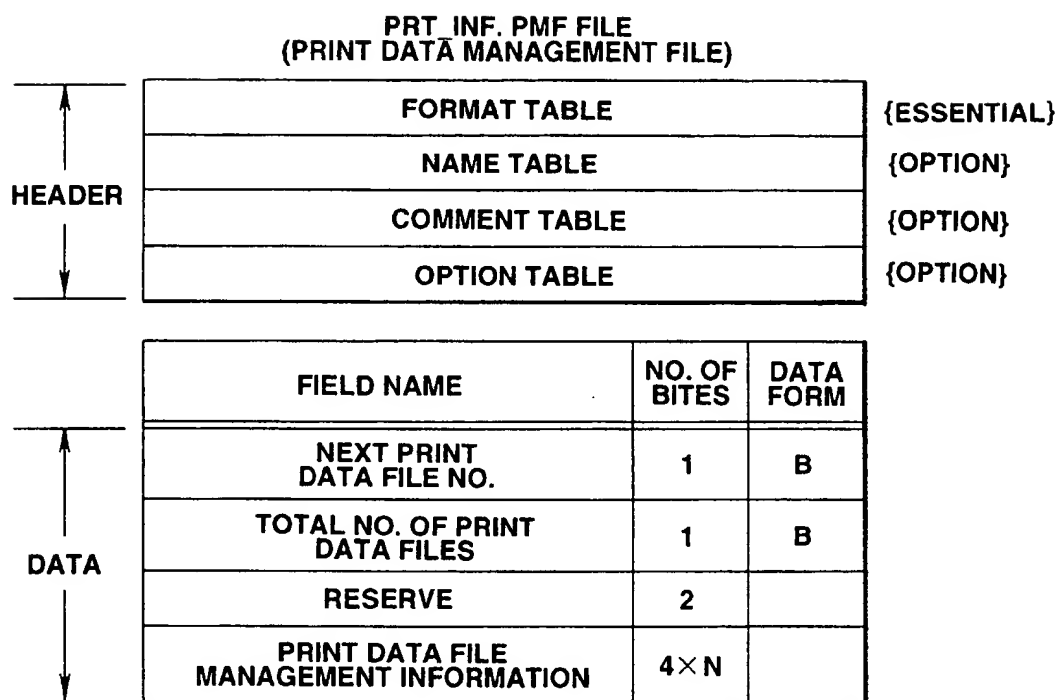 PRT_INF. PMF FILE
(PRINT DATA MANAGEMENT FILE)
HEADER
FORMAT TABLE {ESSENTIAL}
NAME TABLE {OPTION}
COMMENT TABLE {OPTION}
OPTION TABLE {OPTION}
FIELD NAME
NO. OF
BITES
DATA
FORM
DATA
NEXT PRINT
DATA FILE NO.
1 B
TOTAL NO. OF PRINT
DATA FILES
1 B
RESERVE 2
PRINT DATA FILE
MANAGEMENT INFORMATION
4×N